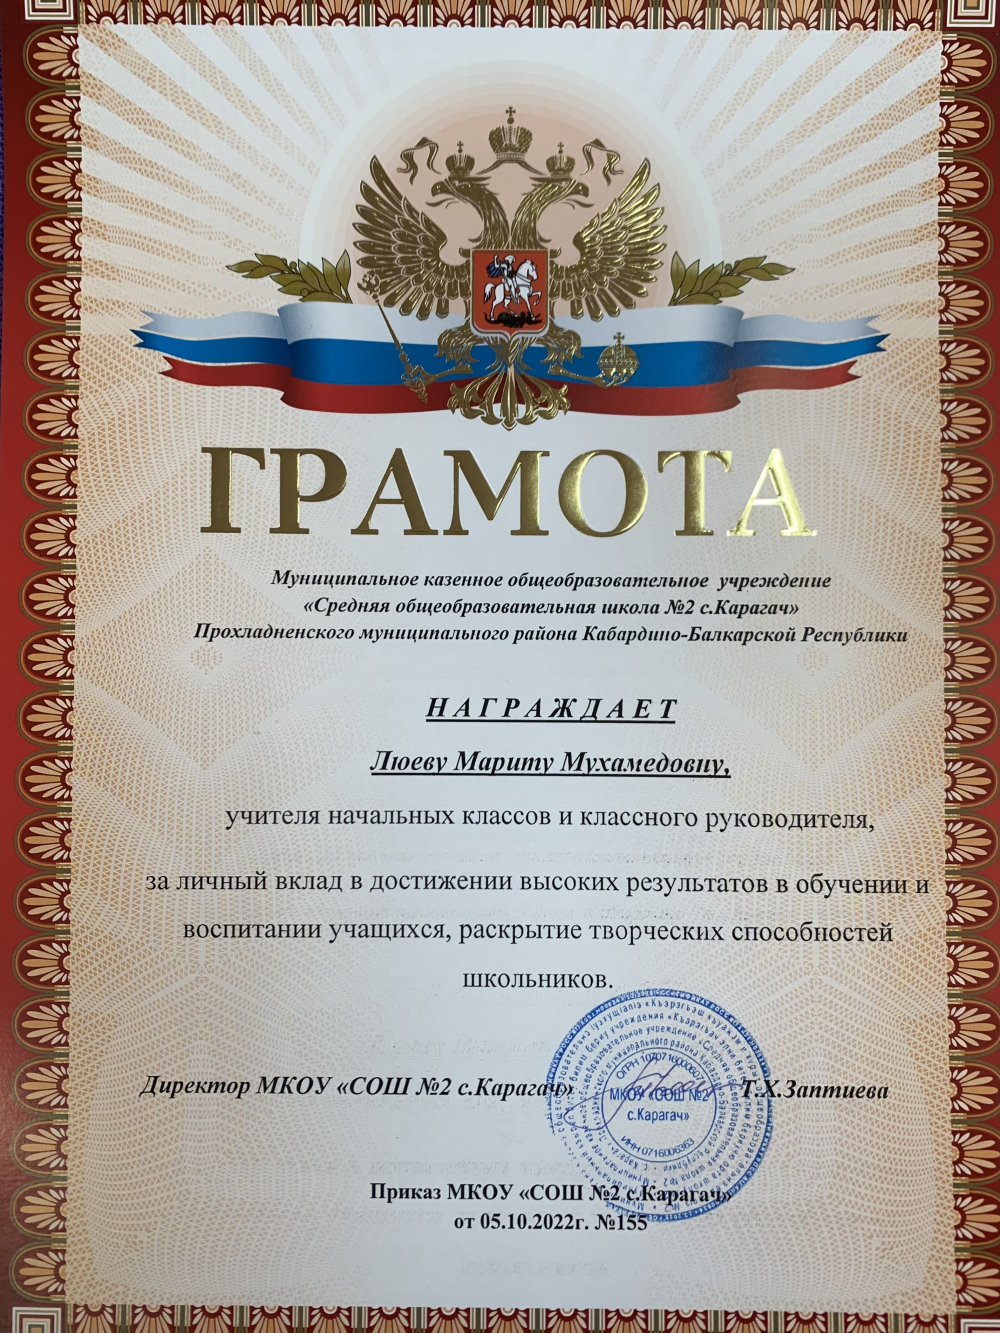 ГРАМОТА
Муниципальное казенное общеобразовательное учреждение
«Средняя общеобразовательная школа №2 с.Карагач»
Прохладненского муниципального района Кабардино-Балкарской Республики
НАГРАЖДАЕТ
Люеву Мариту Мухамедовну,
учителя начальных классов и классного руководителя,
за личный вклад в достижении высоких результатов в обучении и
воспитании учащихся, раскрытие творческих способностей
школьников.
Директор МКОУ «СОШ №2 с.Карагач» Т.Х.Заптиева
МКОУ «СОШ №2
с.Карагач»
ИНН 0716006363
Приказ МКОУ «СОШ №2 с.Карагач»
от 05.10.2022г. №155